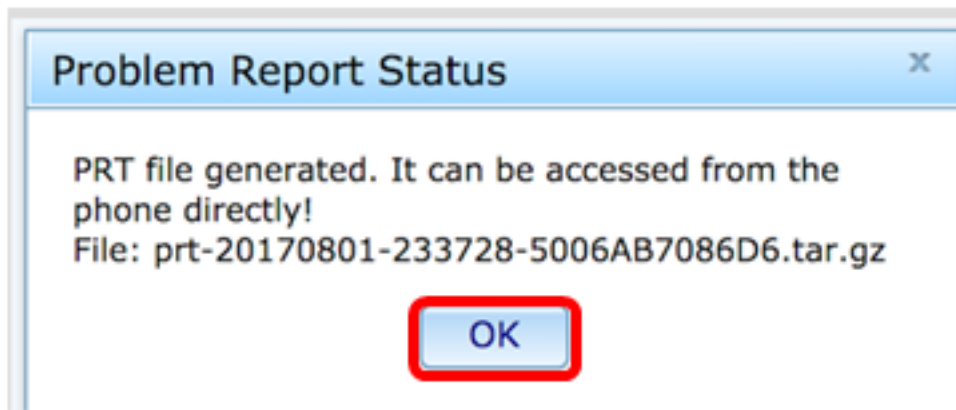 Problem Report Status
x
PRT file generated. It can be accessed from the
phone directly!
File: prt-20170801-233728-5006AB7086D6.tar.gz
OK